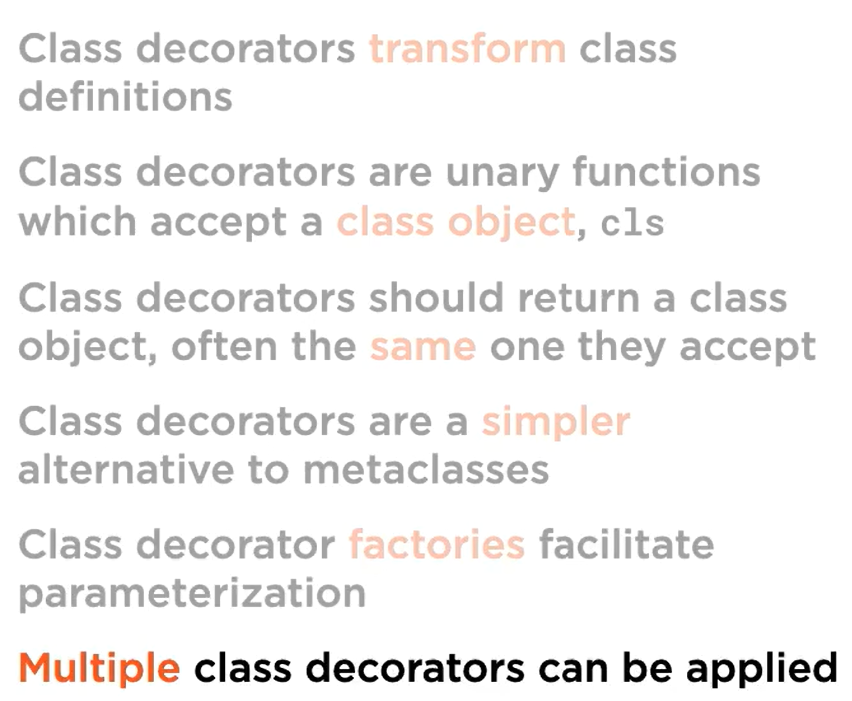 Class decorators transform class
definitions
Class decorators are unary functions
which accept a class object, cls
Class decorators should return a class
object, often the same one they accept
Class decorators are a simpler
alternative to metaclasses
Class decorator factories facilitate
parameterization
Multiple class decorators can be applied